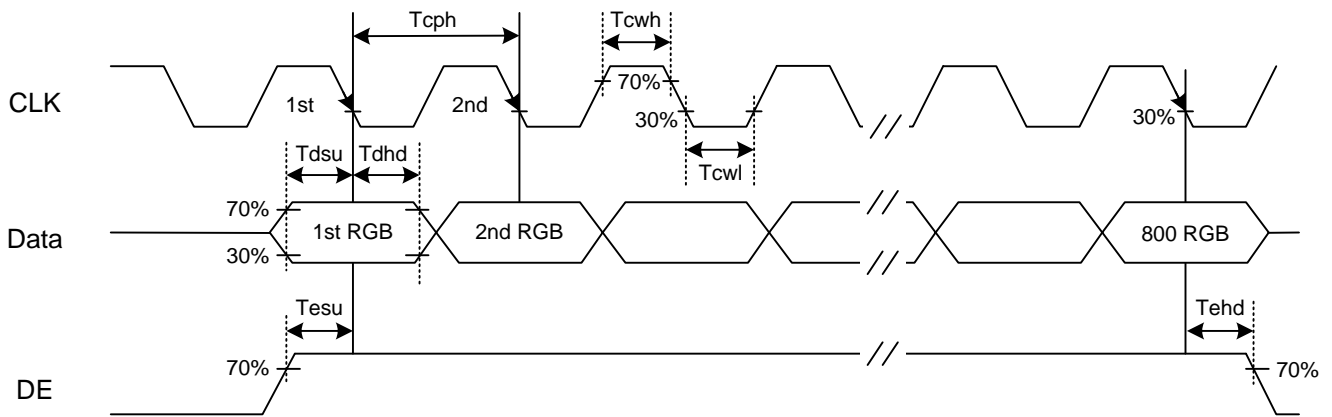 Tcph
Tcwh
CLK
1st
2nd
70%
30%
30%
Tdsu
Tdhd
Tcwl
70%
Data
1st RGB
2nd RGB
800 RGB
30%
Tesu
Tehd
70%
70%
DE